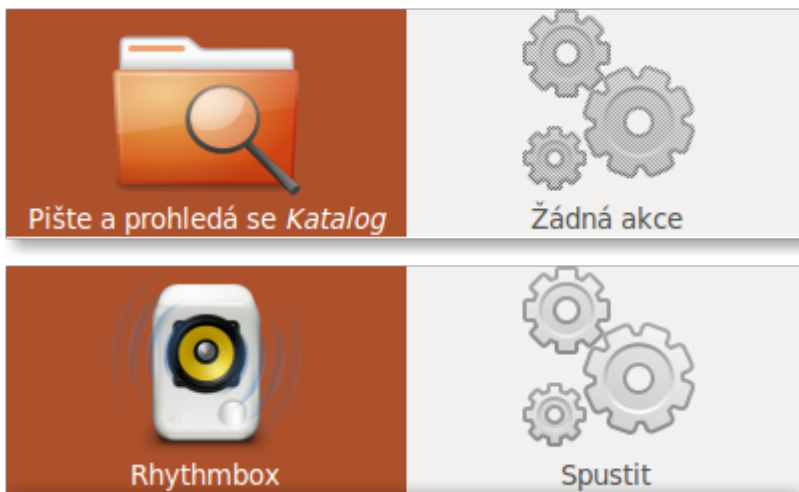 Pište a prohledá se Katalog
Žádná akce
Rhythmbox
Spustit